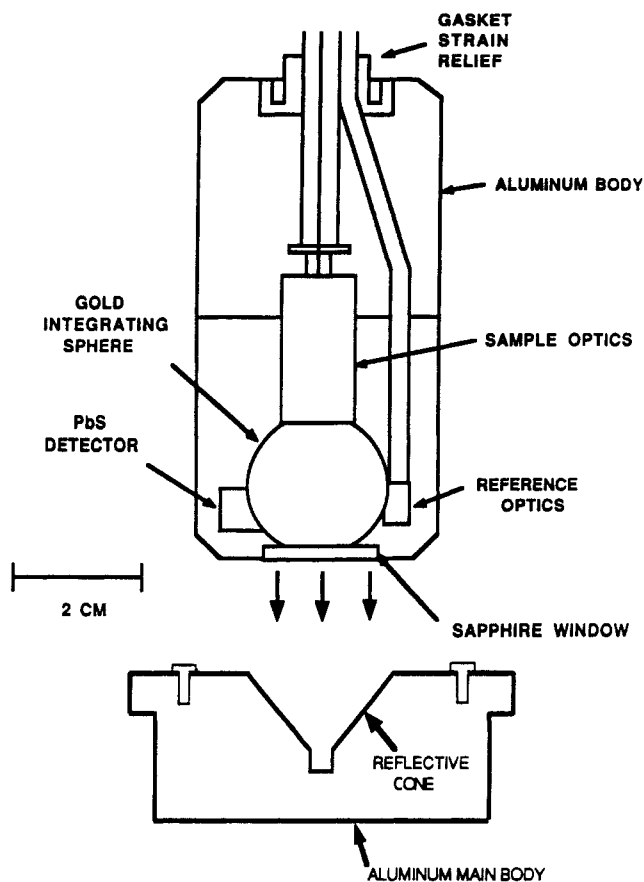 GASKET
STRAIN
RELIEF
ALUMINUM BODY
GOLD
INTEGRATING
SPHERE
SAMPLE OPTICS
PbS
DETECTOR
REFERENCE
OPTICS
2 CM
SAPPHIRE WINDOW
REFLECTIVE
CONE
ALUMINUM MAIN BODY